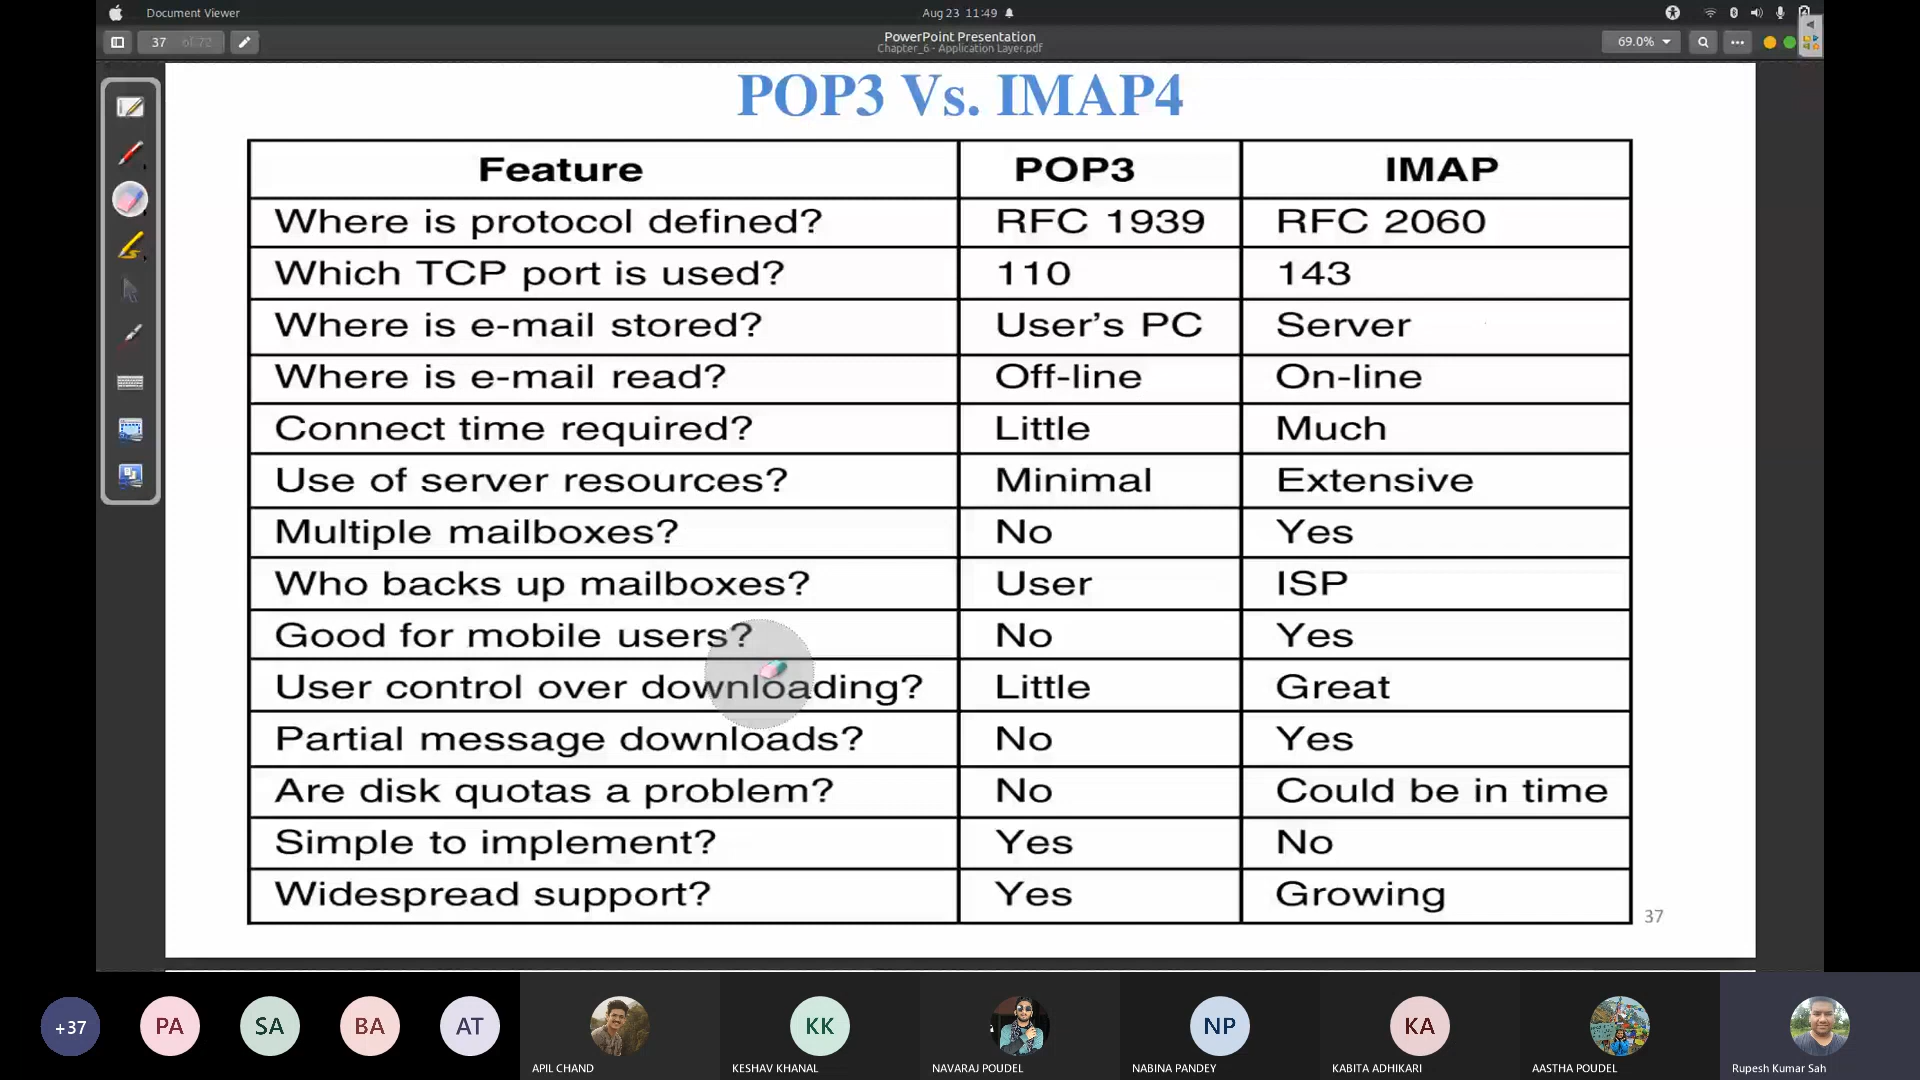 Document Viewer
Aug 23 11:49
37 of 72
PowerPoint Presentation
Chapter_6 - Application Layer.pdf
69.0%
POP3 Vs. IMAP4
Feature POP3 IMAP
Where is protocol defined? RFC 1939 RFC 2060
Which TCP port is used? 110 143
Where is e-mail stored? User's PC Server
Where is e-mail read? Off-line On-line
Connect time required? Little Much
Use of server resources? Minimal Extensive
Multiple mailboxes? No Yes
Who backs up mailboxes? User ISP
Good for mobile users? No Yes
User control over downloading? Little Great
Partial message downloads? No Yes
Are disk quotas a problem? No Could be in time
Simple to implement? Yes No
Widespread support? Yes Growing
37
+37 PA SA BA AT KK NP KA
APIL CHAND KESHAV KHANAL NAVARAJ POUDEL NABINA PANDEY KABITA ADHIKARI AASTHA POUDEL Rupesh Kumar Sah